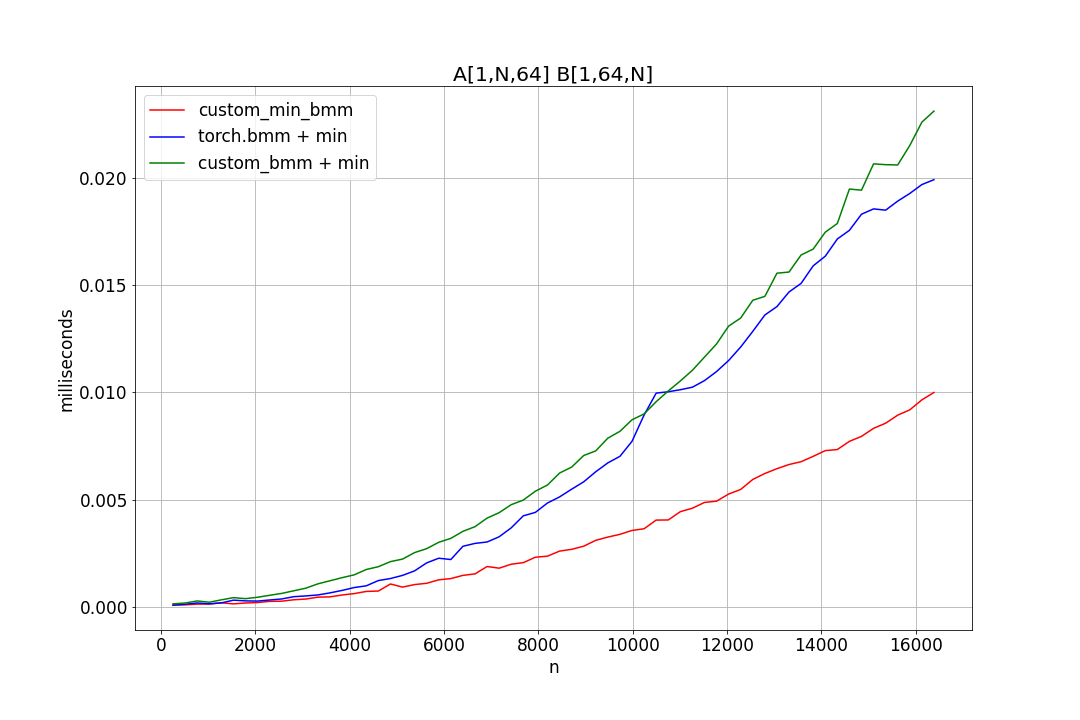 A[1,N,64] B[1,64,N]
custom_min_bmm
torch.bmm + min
custom_bmm + min
0.020
0.015
0.010
0.005
0.000
milliseconds
0 2000 4000 6000 8000 10000 12000 14000 16000
n